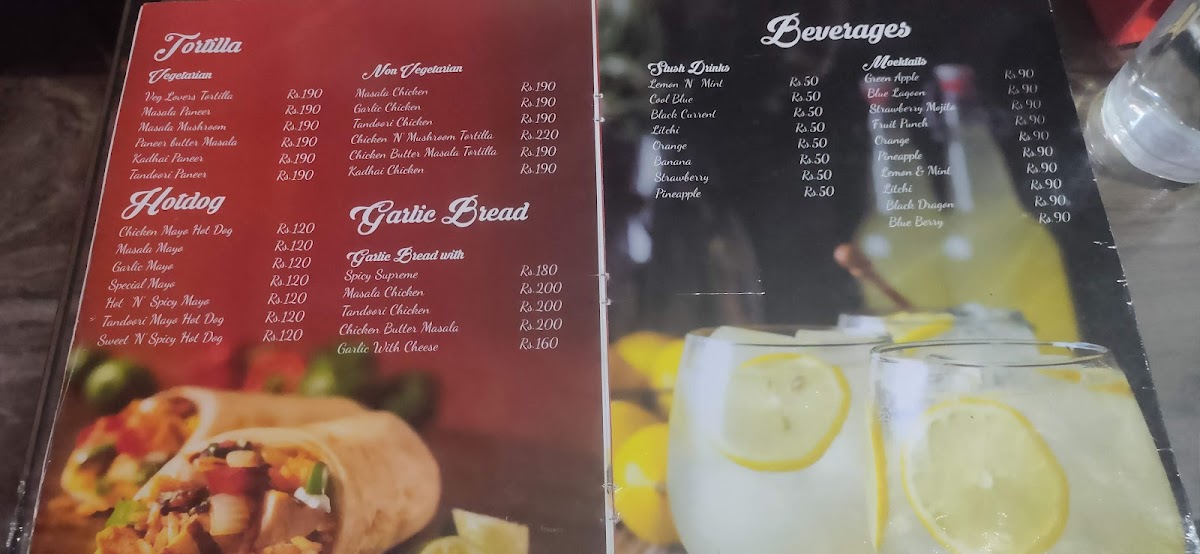 Tortilla
Vegetarian
Veg Lovers Tortilla Rs.190
Masala Paneer Rs.190
Masala Mushroom Rs.190
Paneer butter Masala Rs.190
Kadhai Paneer Rs.190
Tandoori Paneer Rs.190
Non Vegetarian
Masala Chicken Rs.190
Garlic Chicken Rs.190
Tandoori Chicken Rs.190
Chicken N' Mushroom Tortilla Rs.220
Chicken Butter Masala Tortilla Rs.190
Kadhai Chicken Rs.190
Hotdog
Chicken Mayo Hot Dog Rs.120
Masala Mayo Rs.120
Garlic Mayo Rs.120
Special Mayo Rs.120
Hot 'N' Spicy Mayo Rs.120
Tandoori Mayo Hot Dog Rs.120
Sweet 'N Spicy Hot Dog Rs.120
Garlic Bread
Garlic Bread with
Spicy Supreme Rs.180
Masala Chicken Rs.200
Tandoori Chicken Rs.200
Chicken Butter Masala Rs.200
Garlic With Cheese Rs.160
Beverages
Slush Drinks
Lemon 'N' Mint Rs.50
Cool Blue Rs.50
Black Current Rs.50
Litchi Rs.50
Orange Rs.50
Banana Rs.50
Strawberry Rs.50
Pineapple Rs.50
Mocktails
Green Apple Rs.90
Blue Lagoon Rs.90
Strawberry Mojito Rs.90
Fruit Punch Rs.90
Orange Rs.90
Pineapple Rs.90
Lemon & Mint Rs.90
Litchi Rs.90
Black Dragon Rs.90
Blue Berry Rs.90